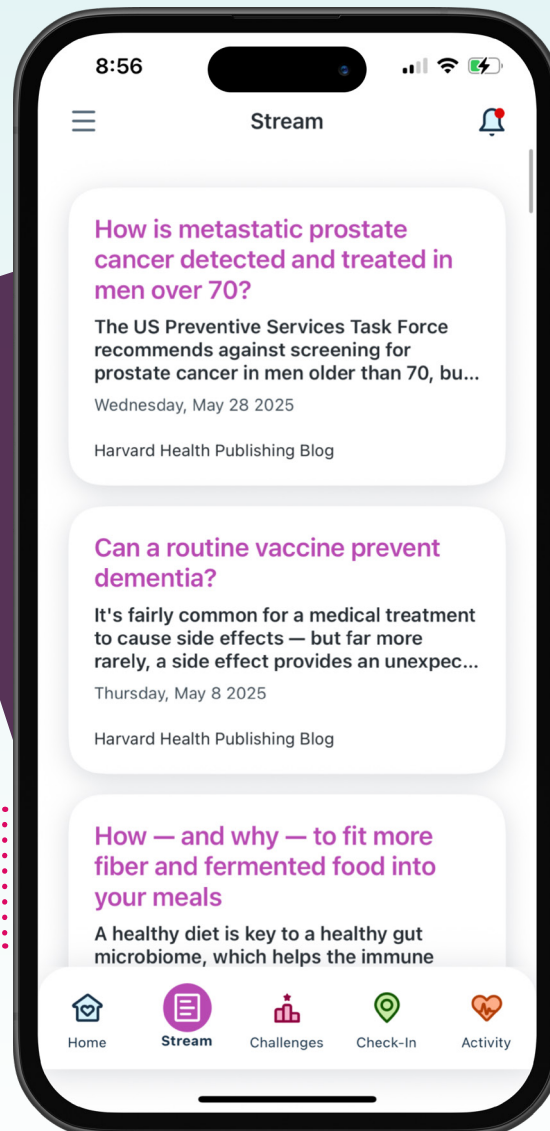 8:56
Stream
How is metastatic prostate
cancer detected and treated in
men over 70?
The US Preventive Services Task Force
recommends against screening for
prostate cancer in men older than 70, bu...
Wednesday, May 28 2025
Harvard Health Publishing Blog
Can a routine vaccine prevent
dementia?
It's fairly common for a medical treatment
to cause side effects — but far more
rarely, a side effect provides an unexpec...
Thursday, May 8 2025
Harvard Health Publishing Blog
How — and why — to fit more
fiber and fermented food into
your meals
A healthy diet is key to a healthy gut
microbiome, which helps the immune
Home Stream Challenges Check-In Activity